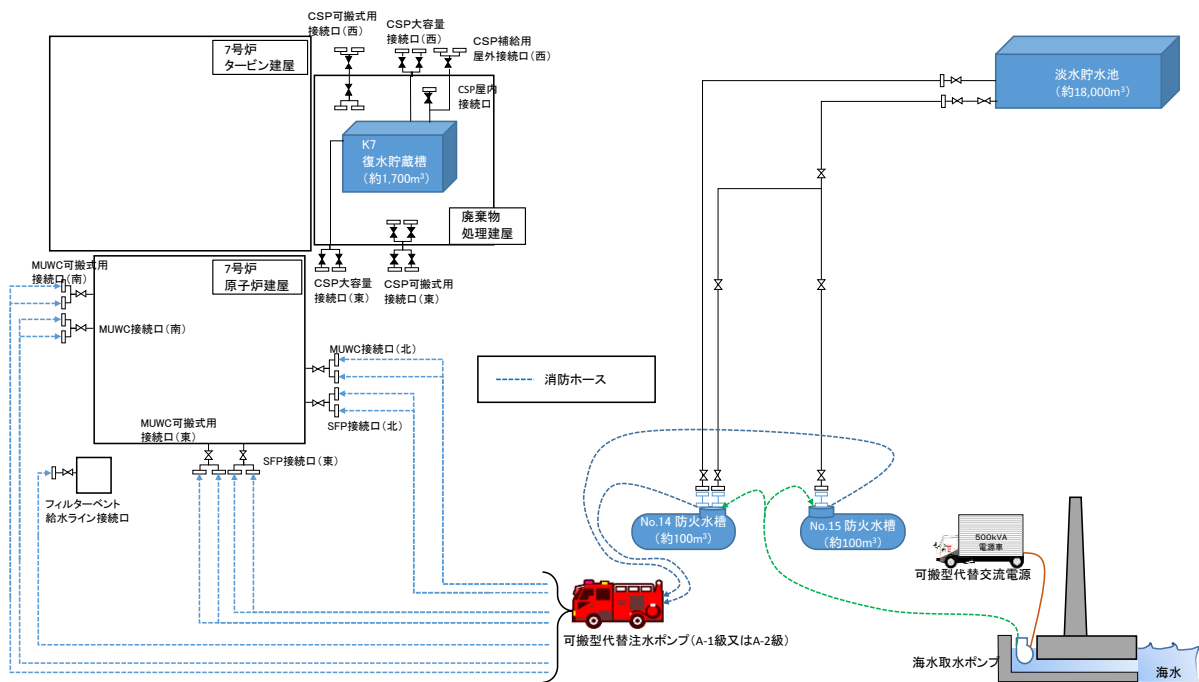 7号炉
タービン建屋
CSP可搬式用
接続口(西)
CSP大容量
接続口(西)
CSP補給用
屋外接続口(西)
CSP屋内
接続口
K7
復水貯蔵槽
(約1,700m³)
廃棄物
処理建屋
淡水貯水池
(約18,000m³)
MUWC可搬式用
接続口(南)
7号炉
原子炉建屋
CSP大容量
接続口(東)
CSP可搬式用
接続口(東)
MUWC接続口(南)
MUWC接続口(北)
消防ホース
SFP接続口(北)
MUWC可搬式用
接続口(東)
SFP接続口(東)
フィルターベント
給水ライン接続口
No.14 防火水槽
(約100m³)
No.15 防火水槽
(約100m³)
500kVA
電源車
可搬型代替交流電源
可搬型代替注水ポンプ(A-1級又はA-2級)
海水取水ポンプ
海水